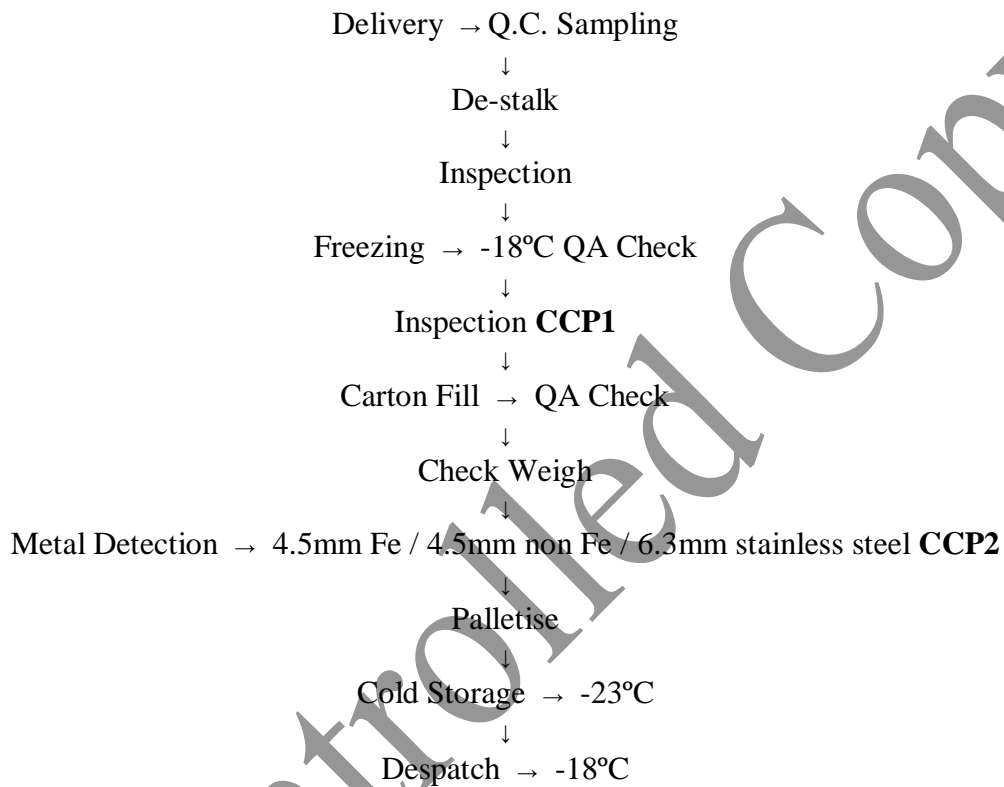 Delivery → Q.C. Sampling
↓
De-stalk
↓
Inspection
↓
Freezing → -18ºC QA Check
↓
Inspection CCP1
↓
Carton Fill → QA Check
↓
Check Weigh
↓
Metal Detection → 4.5mm Fe / 4.5mm non Fe / 6.3mm stainless steel CCP2
↓
Palletise
↓
Cold Storage → -23ºC
↓
Despatch → -18ºC